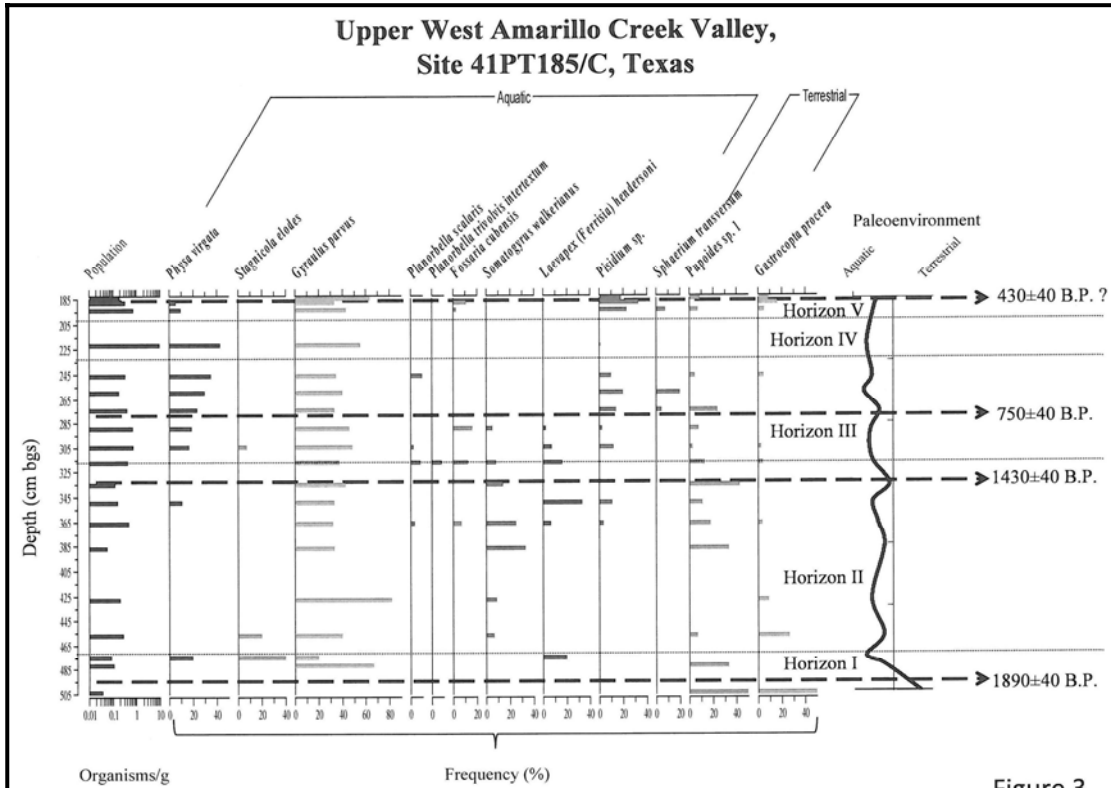 Upper West Amarillo Creek Valley,
Site 41PT185/C, Texas
Aquatic
Terrestrial
Population
Physa virgata
Stagnicola elodes
Gyraulus parvus
Planorbella scalaris
Planorbella trivolvis intertextum
Fossaria cubensis
Somatogyrus walkerianus
Laevapex (Ferrisia) hendersoni
Pisidium sp.
Sphaerium transversum
Pupoides sp. 1
Gastrocopta procera
Paleoenvironment
Aquatic
Terrestrial
Depth (cm bgs)
185
205
225
245
265
285
305
325
345
365
385
405
425
445
465
485
505
Horizon V
Horizon IV
Horizon III
Horizon II
Horizon I
430±40 B.P. ?
750±40 B.P.
1430±40 B.P.
1890±40 B.P.
0.01 0.1 1 10 0 20 40 0 20 40 0 20 40 60 80 0 0 0 20 0 20 40 0 20 40 0 20 40 0 20 0 20 40 0 20 40
Organisms/g
Frequency (%)